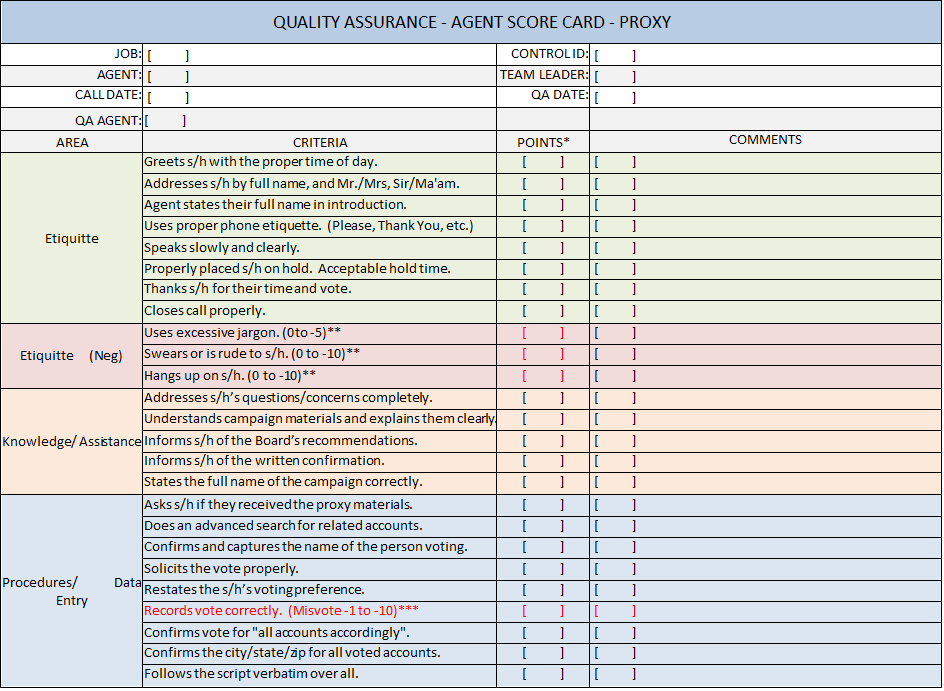 QUALITY ASSURANCE - AGENT SCORE CARD - PROXY
JOB: [ ] CONTROL ID: [ ]
AGENT: [ ] TEAM LEADER: [ ]
CALL DATE: [ ] QA DATE: [ ]
QA AGENT: [ ]
AREA CRITERIA POINTS* COMMENTS
Etiquitte
Greets s/h with the proper time of day. [ ] [ ]
Addresses s/h by full name, and Mr./Mrs, Sir/Ma'am. [ ] [ ]
Agent states their full name in introduction. [ ] [ ]
Uses proper phone etiquette. (Please, Thank You, etc.) [ ] [ ]
Speaks slowly and clearly. [ ] [ ]
Properly placed s/h on hold. Acceptable hold time. [ ] [ ]
Thanks s/h for their time and vote. [ ] [ ]
Closes call properly. [ ] [ ]
Etiquitte (Neg)
Uses excessive jargon. (0 to -5)** [ ] [ ]
Swears or is rude to s/h. (0 to -10)** [ ] [ ]
Hangs up on s/h. (0 to -10)** [ ] [ ]
Knowledge/ Assistance
Addresses s/h’s questions/concerns completely. [ ] [ ]
Understands campaign materials and explains them clearly. [ ] [ ]
Informs s/h of the Board’s recommendations. [ ] [ ]
Informs s/h of the written confirmation. [ ] [ ]
States the full name of the campaign correctly. [ ] [ ]
Procedures/ Data
Entry
Asks s/h if they received the proxy materials. [ ] [ ]
Does an advanced search for related accounts. [ ] [ ]
Confirms and captures the name of the person voting. [ ] [ ]
Solicits the vote properly. [ ] [ ]
Restates the s/h’s voting preference. [ ] [ ]
Records vote correctly. (Misvote -1 to -10)*** [ ] [ ]
Confirms vote for "all accounts accordingly". [ ] [ ]
Confirms the city/state/zip for all voted accounts. [ ] [ ]
Follows the script verbatim over all. [ ] [ ]